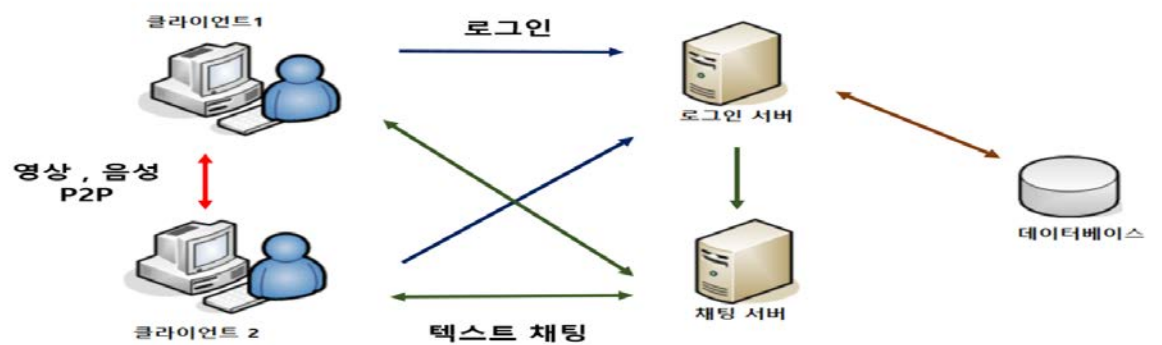 클라이언트1
로그인
로그인 서버
영상 , 음성
P2P
데이터베이스
클라이언트 2
텍스트 채팅
채팅 서버